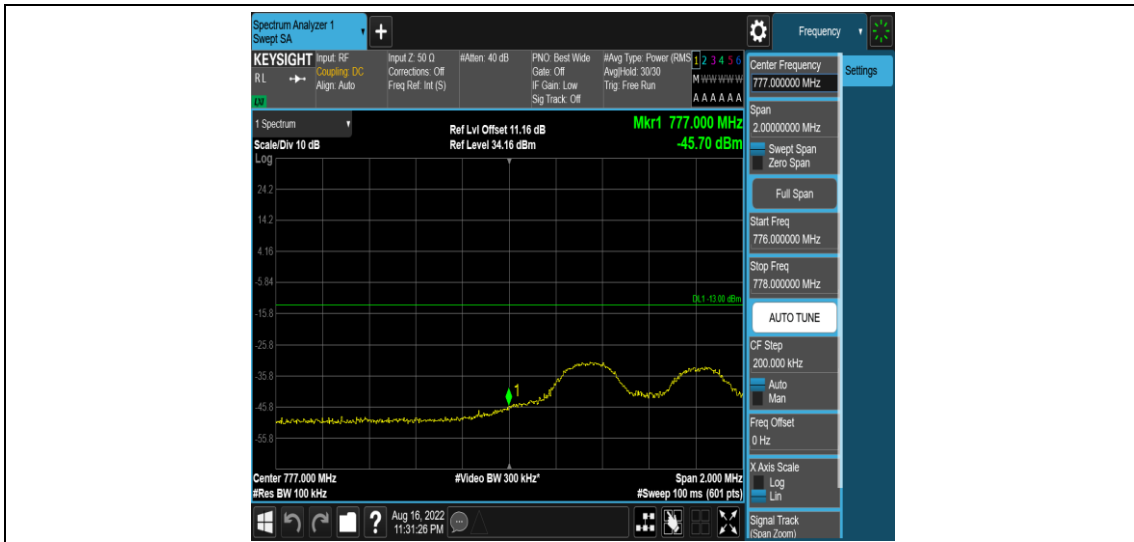 Spectrum Analyzer 1
Swept SA
+
Frequency
KEYSIGHT
RL
LXI
Input: RF
Coupling: DC
Align: Auto
Input Z: 50 Ω
Corrections: Off
Freq Ref: Int (S)
#Atten: 40 dB
PNO: Best Wide
Gate: Off
IF Gain: Low
Sig Track: Off
#Avg Type: Power (RMS
Avg|Hold: 30/30
Trig: Free Run
1 2 3 4 5 6
M W W W W W
A A A A A A
1 Spectrum
Scale/Div 10 dB
Ref Lvl Offset 11.16 dB
Ref Level 34.16 dBm
Mkr1 777.000 MHz
-45.70 dBm
Log
24.2
14.2
4.16
-5.84
DL1 -13.00 dBm
-15.8
-25.8
-35.8
1
-45.8
-55.8
Center 777.000 MHz
#Video BW 300 kHz*
Span 2.000 MHz
#Res BW 100 kHz
#Sweep 100 ms (601 pts)
Center Frequency
777.000000 MHz
Settings
Span
2.00000000 MHz
Swept Span
Zero Span
Full Span
Start Freq
776.000000 MHz
Stop Freq
778.000000 MHz
AUTO TUNE
CF Step
200.000 kHz
Auto
Man
Freq Offset
0 Hz
X Axis Scale
Log
Lin
Signal Track
(Span Zoom)
?
Aug 16, 2022
11:31:26 PM